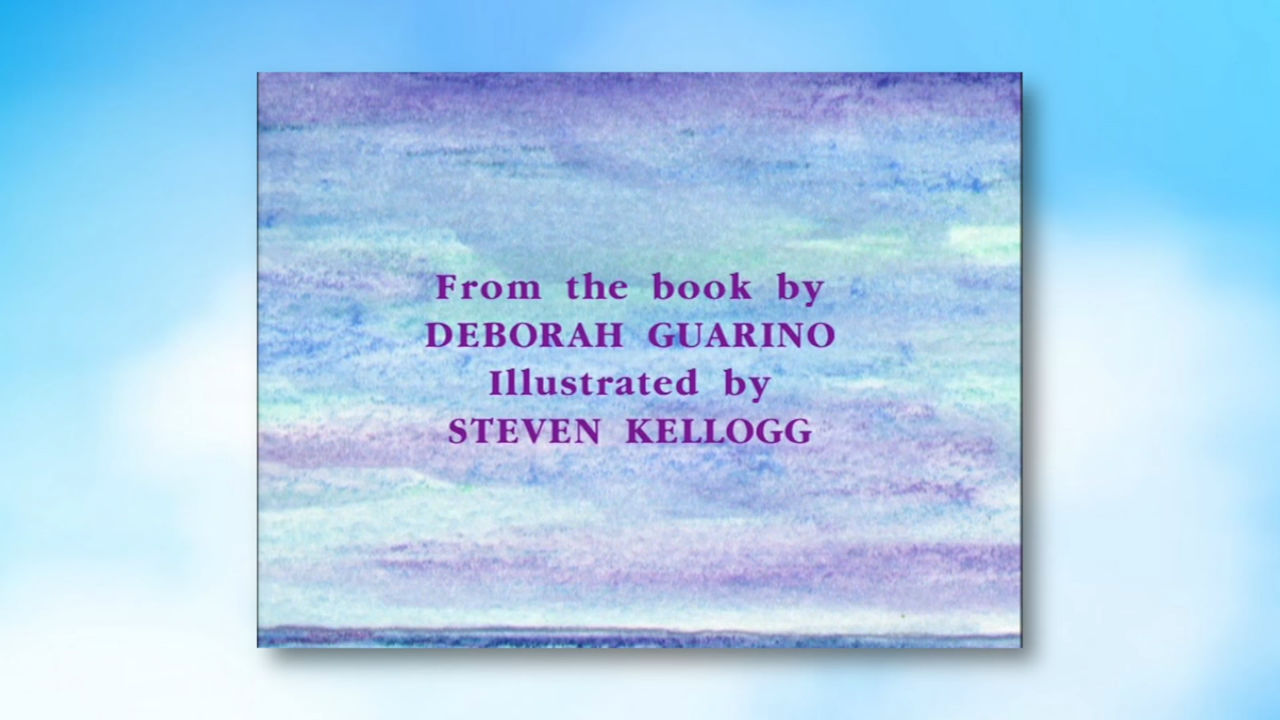 From the book by
DEBORAH GUARINO
Illustrated by
STEVEN KELLOGG